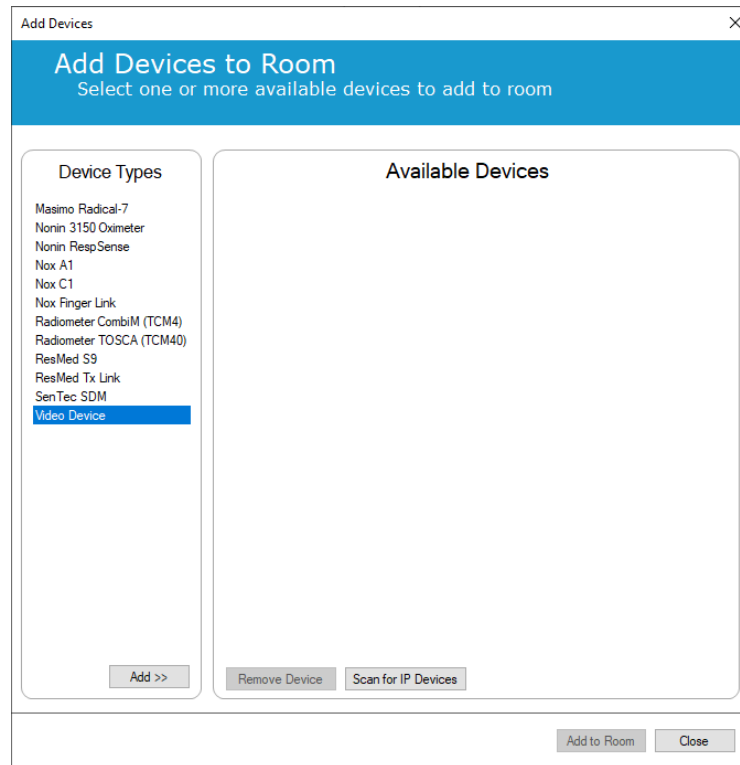 Add Devices
Add Devices to Room
Select one or more available devices to add to room
Device Types
Masimo Radical-7
Nonin 3150 Oximeter
Nonin RespSense
Nox A1
Nox C1
Nox Finger Link
Radiometer CombiM (TCM4)
Radiometer TOSCA (TCM40)
ResMed S9
ResMed Tx Link
SenTec SDM
Video Device
Add >>
Available Devices
Remove Device
Scan for IP Devices
Add to Room
Close